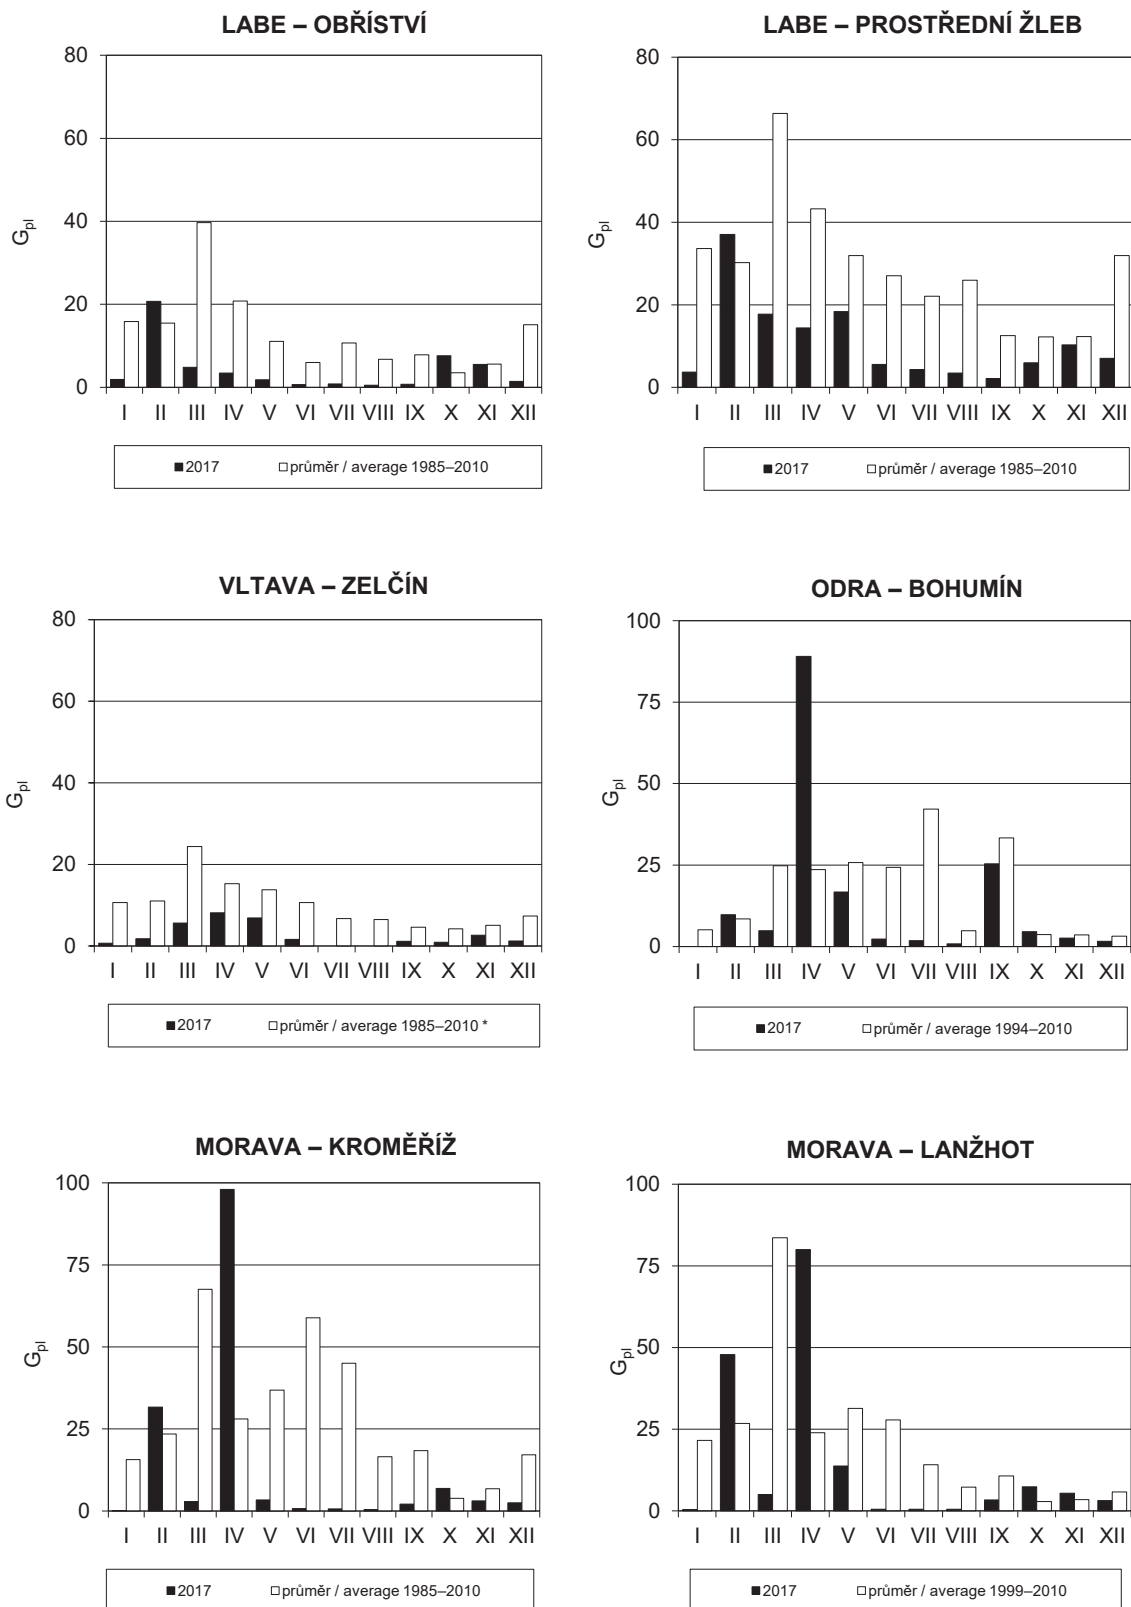 LABE – OBŘÍSTVÍ
80
60
40
20
0
G_pl
I II III IV V VI VII VIII IX X XI XII
■2017 □průměr / average 1985–2010
LABE – PROSTŘEDNÍ ŽLEB
80
60
40
20
0
G_pl
I II III IV V VI VII VIII IX X XI XII
■2017 □průměr / average 1985–2010
VLTAVA – ZELČÍN
80
60
40
20
0
G_pl
I II III IV V VI VII VIII IX X XI XII
■2017 □průměr / average 1985–2010 *
ODRA – BOHUMÍN
100
75
50
25
0
G_pl
I II III IV V VI VII VIII IX X XI XII
■2017 □průměr / average 1994–2010
MORAVA – KROMĚŘÍŽ
100
75
50
25
0
G_pl
I II III IV V VI VII VIII IX X XI XII
■2017 □průměr / average 1985–2010
MORAVA – LANŽHOT
100
75
50
25
0
G_pl
I II III IV V VI VII VIII IX X XI XII
■2017 □průměr / average 1999–2010